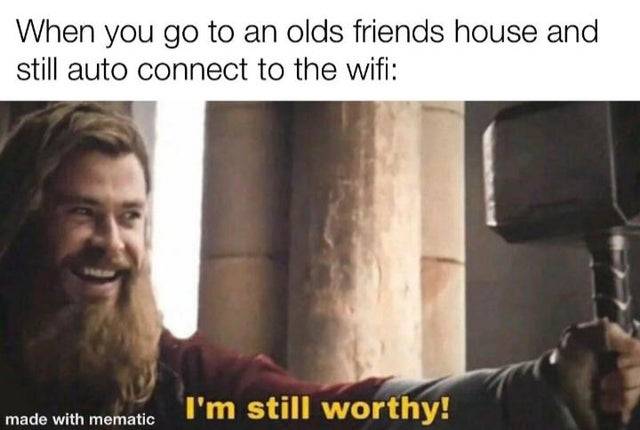 When you go to an olds friends house and
still auto connect to the wifi:
I'm still worthy!
made with mematic